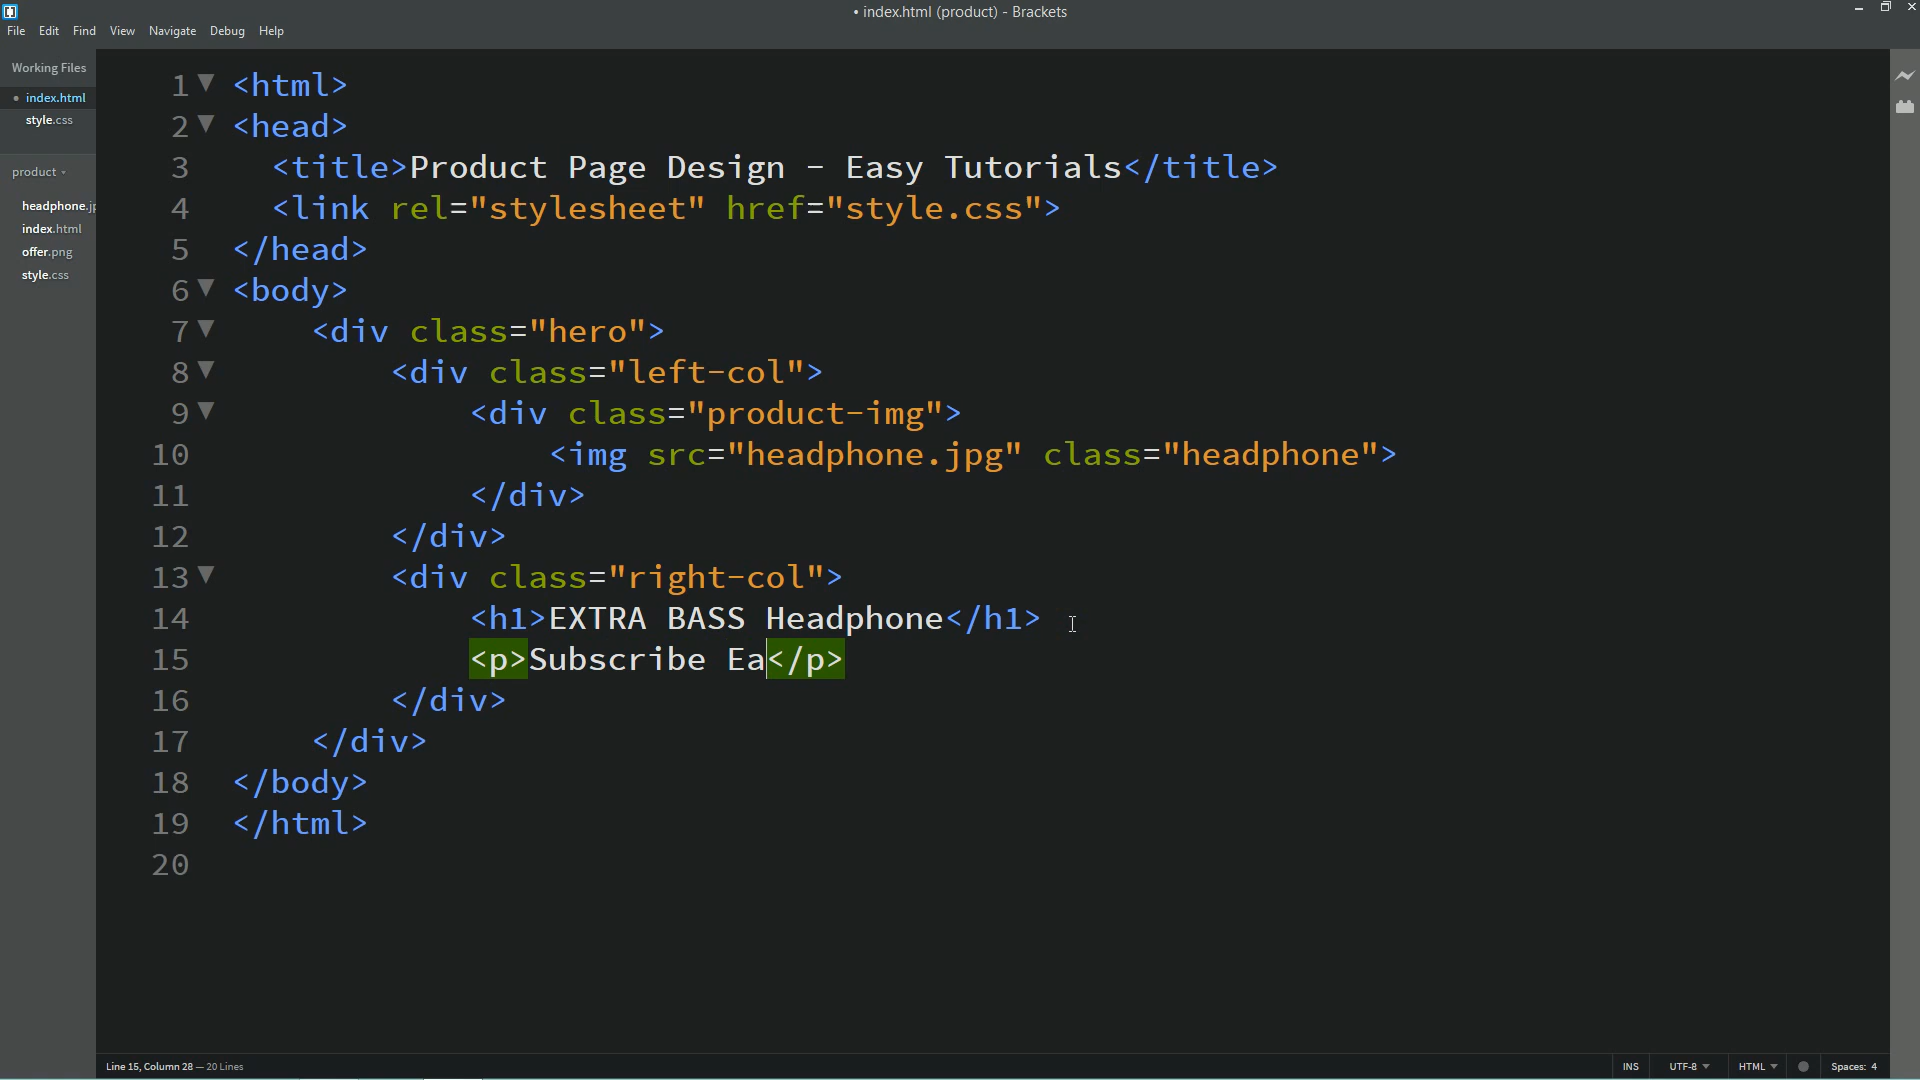 • index.html (product) - Brackets
File Edit Find View Navigate Debug Help
Working Files
• index.html
style.css
product
headphone.jp
index.html
offer.png
style.css
1 <html>
2 <head>
3 <title>Product Page Design - Easy Tutorials</title>
4 <link rel="stylesheet" href="style.css">
5 </head>
6 <body>
7 <div class="hero">
8 <div class="left-col">
9 <div class="product-img">
10 <img src="headphone.jpg" class="headphone">
11 </div>
12 </div>
13 <div class="right-col">
14 <h1>EXTRA BASS Headphone</h1>
15 <p>Subscribe Ea</p>
16 </div>
17 </div>
18 </body>
19 </html>
20
Line 15, Column 28 — 20 Lines
INS UTF-8 HTML Spaces: 4